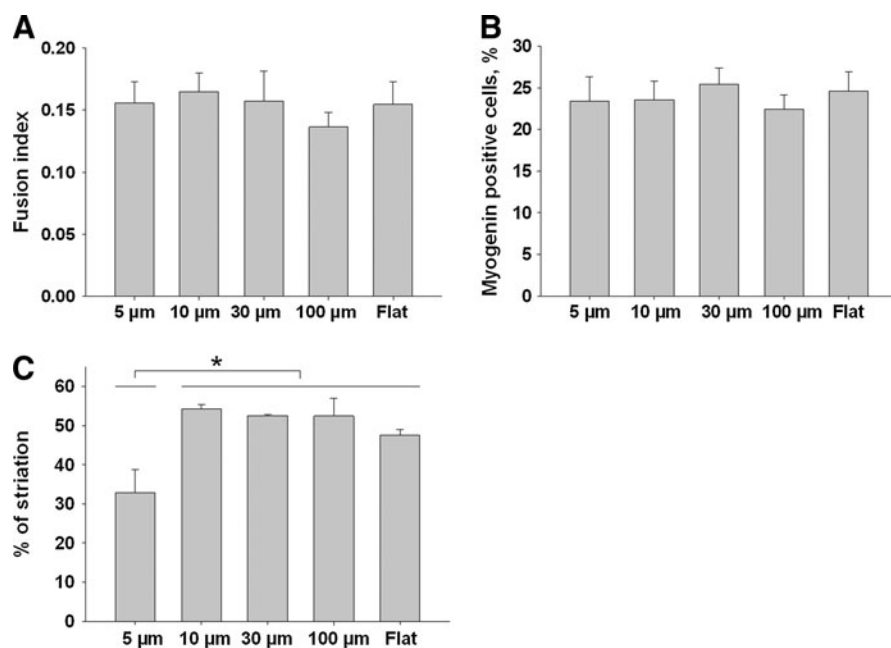 A
Fusion index
0.20
0.15
0.10
0.05
0.00
5 µm 10 µm 30 µm 100 µm Flat
B
Myogenin positive cells, %
30
25
20
15
10
5
0
5 µm 10 µm 30 µm 100 µm Flat
C
*
% of striation
60
50
40
30
20
10
0
5 µm 10 µm 30 µm 100 µm Flat